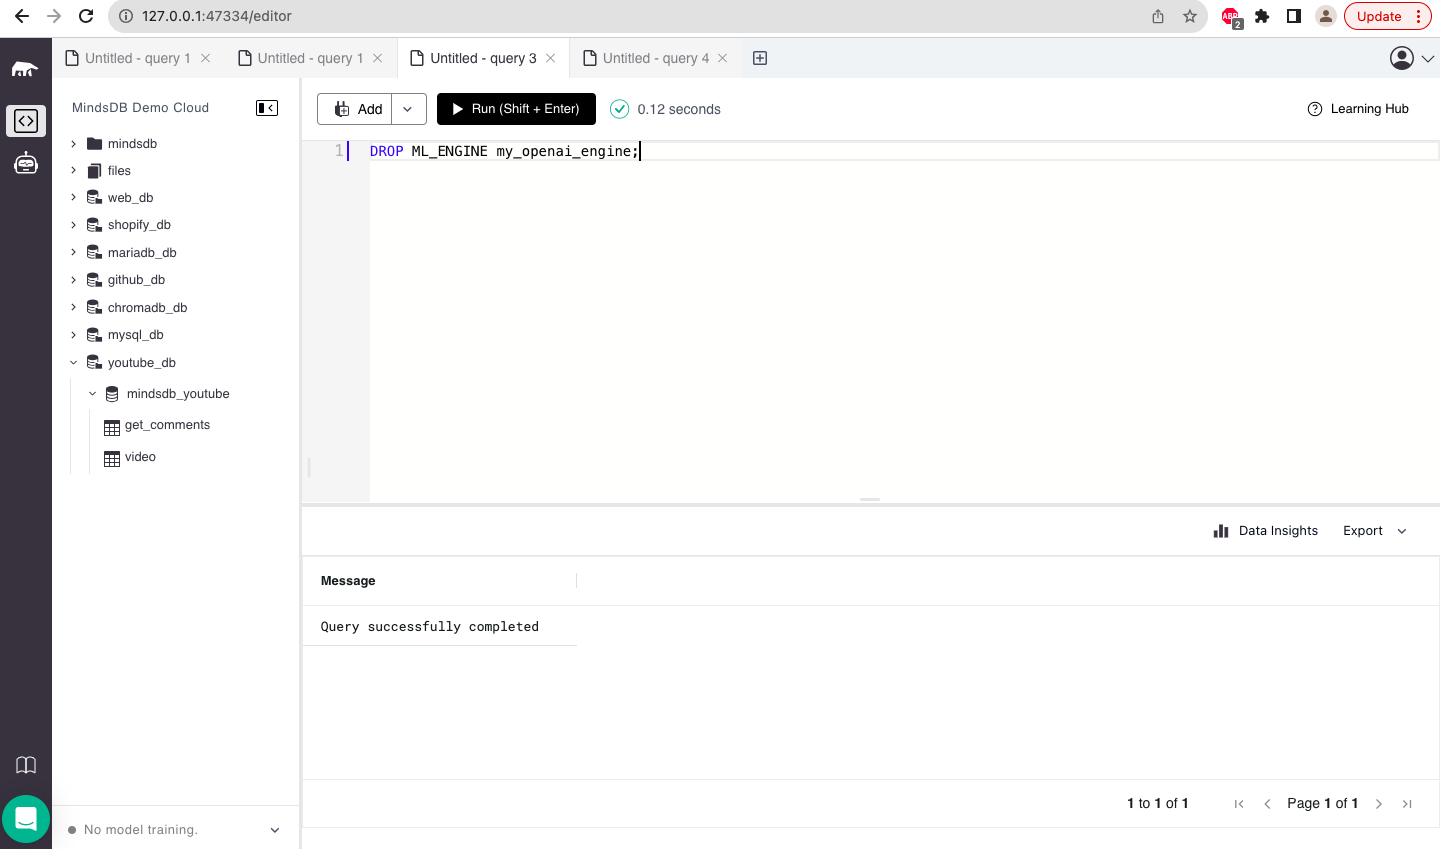 127.0.0.1:47334/editor
ABP
2
Update
Untitled - query 1
Untitled - query 1
Untitled - query 3
Untitled - query 4
MindsDB Demo Cloud
Add
Run (Shift + Enter)
0.12 seconds
Learning Hub
mindsdb
files
web_db
shopify_db
mariadb_db
github_db
chromadb_db
mysql_db
youtube_db
mindsdb_youtube
get_comments
video
1
DROP ML_ENGINE my_openai_engine;
Data Insights
Export
Message
Query successfully completed
1 to 1 of 1
Page 1 of 1
No model training.